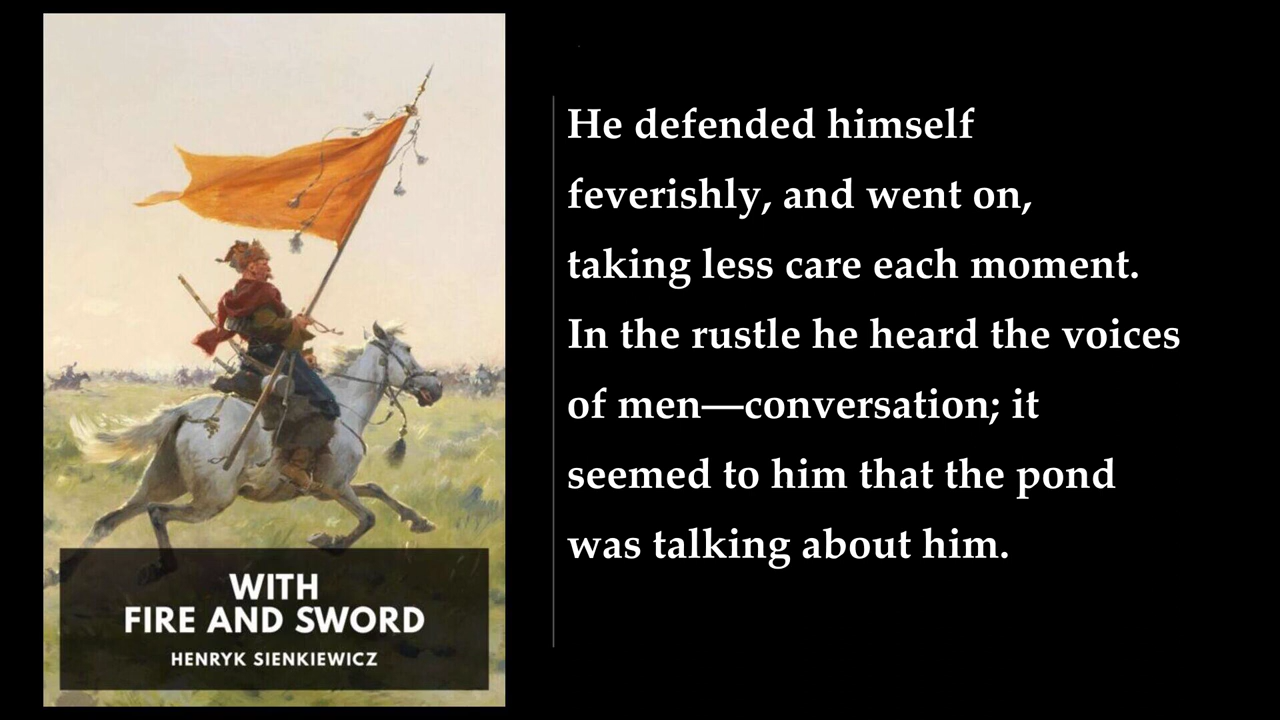 WITH
FIRE AND SWORD
HENRYK SIENKIEWICZ
He defended himself
feverishly, and went on,
taking less care each moment.
In the rustle he heard the voices
of men—conversation; it
seemed to him that the pond
was talking about him.